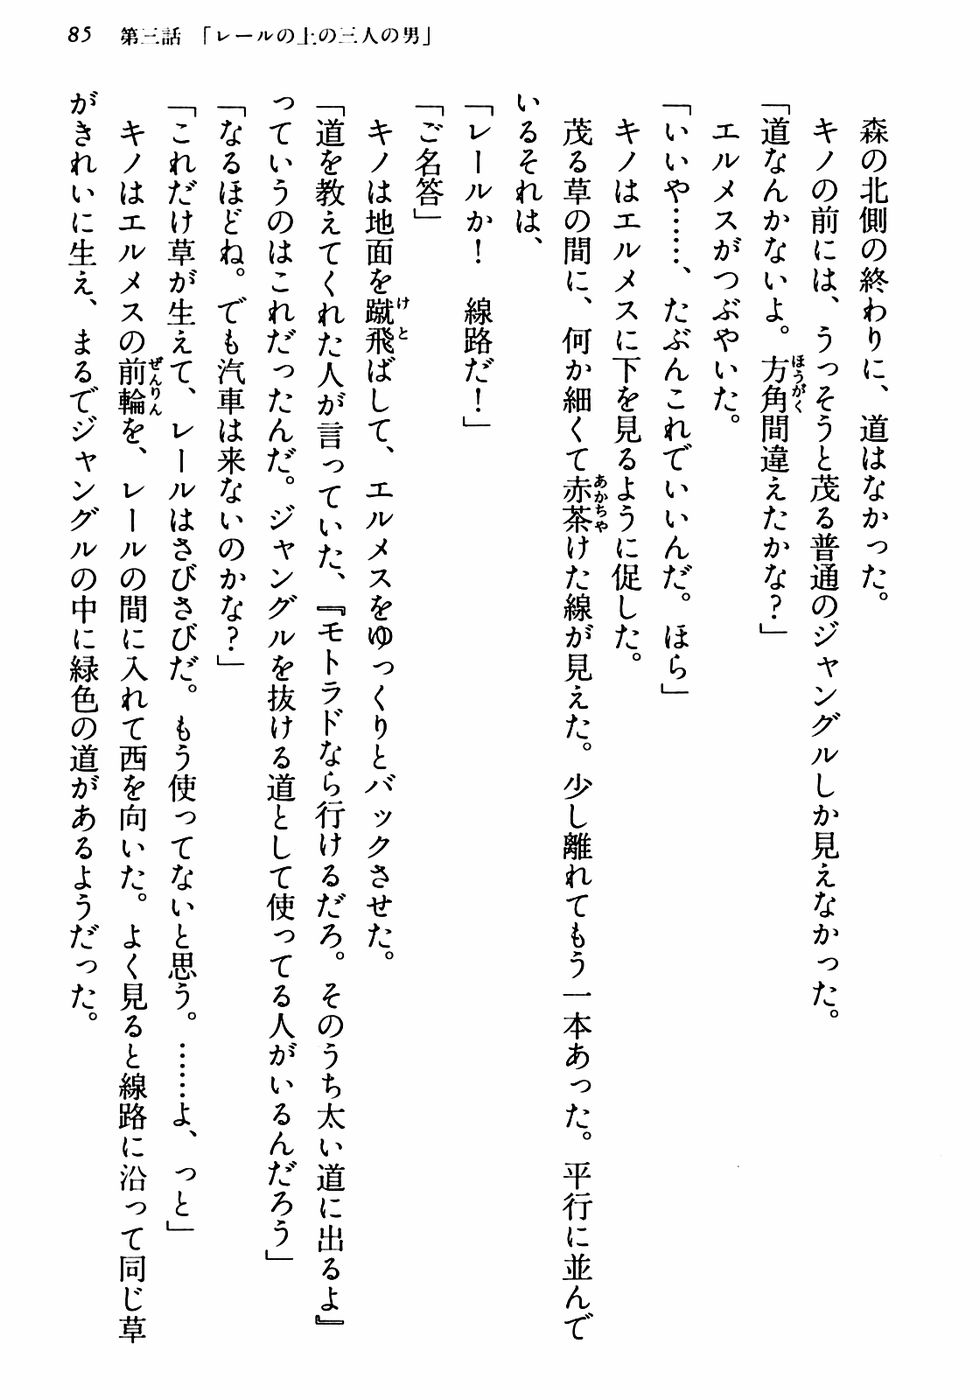 85　第三話　「レールの上の三人の男」
森の北側の終わりに、道はなかった。
キノの前には、うっそうと茂る普通のジャングルしか見えなかった。
「道なんかないよ。方角間違えたかな？」
エルメスがつぶやいた。
「いいや……、たぶんこれでいいんだ。ほら」
キノはエルメスに下を見るように促した。
茂る草の間に、何か細くて赤茶けた線が見えた。少し離れてもう一本あった。平行に並んで
いるそれは、
「レールか！　線路だ！」
「ご名答」
キノは地面を蹴飛ばして、エルメスをゆっくりとバックさせた。
「道を教えてくれた人が言っていた、『モトラドなら行けるだろ。そのうち太い道に出るよ』
っていうのはこれだったんだ。ジャングルを抜ける道として使ってる人がいるんだろう」
「なるほどね。でも汽車は来ないのかな？」
「これだけ草が生えて、レールはさびさびだ。もう使ってないと思う。……よ、っと」
キノはエルメスの前輪を、レールの間に入れて西を向いた。よく見ると線路に沿って同じ草
がきれいに生え、まるでジャングルの中に緑色の道があるようだった。